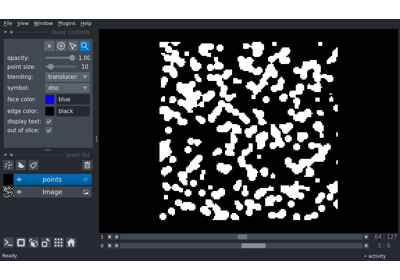 File View Window Plugins Help
layer controls
opacity: 1.00
point size: 10
blending: translucen
symbol: disc
face color: blue
edge color: black
display text:
out of slice:
layer list
points
Image
1 64 127
0 5 9
Ready activity